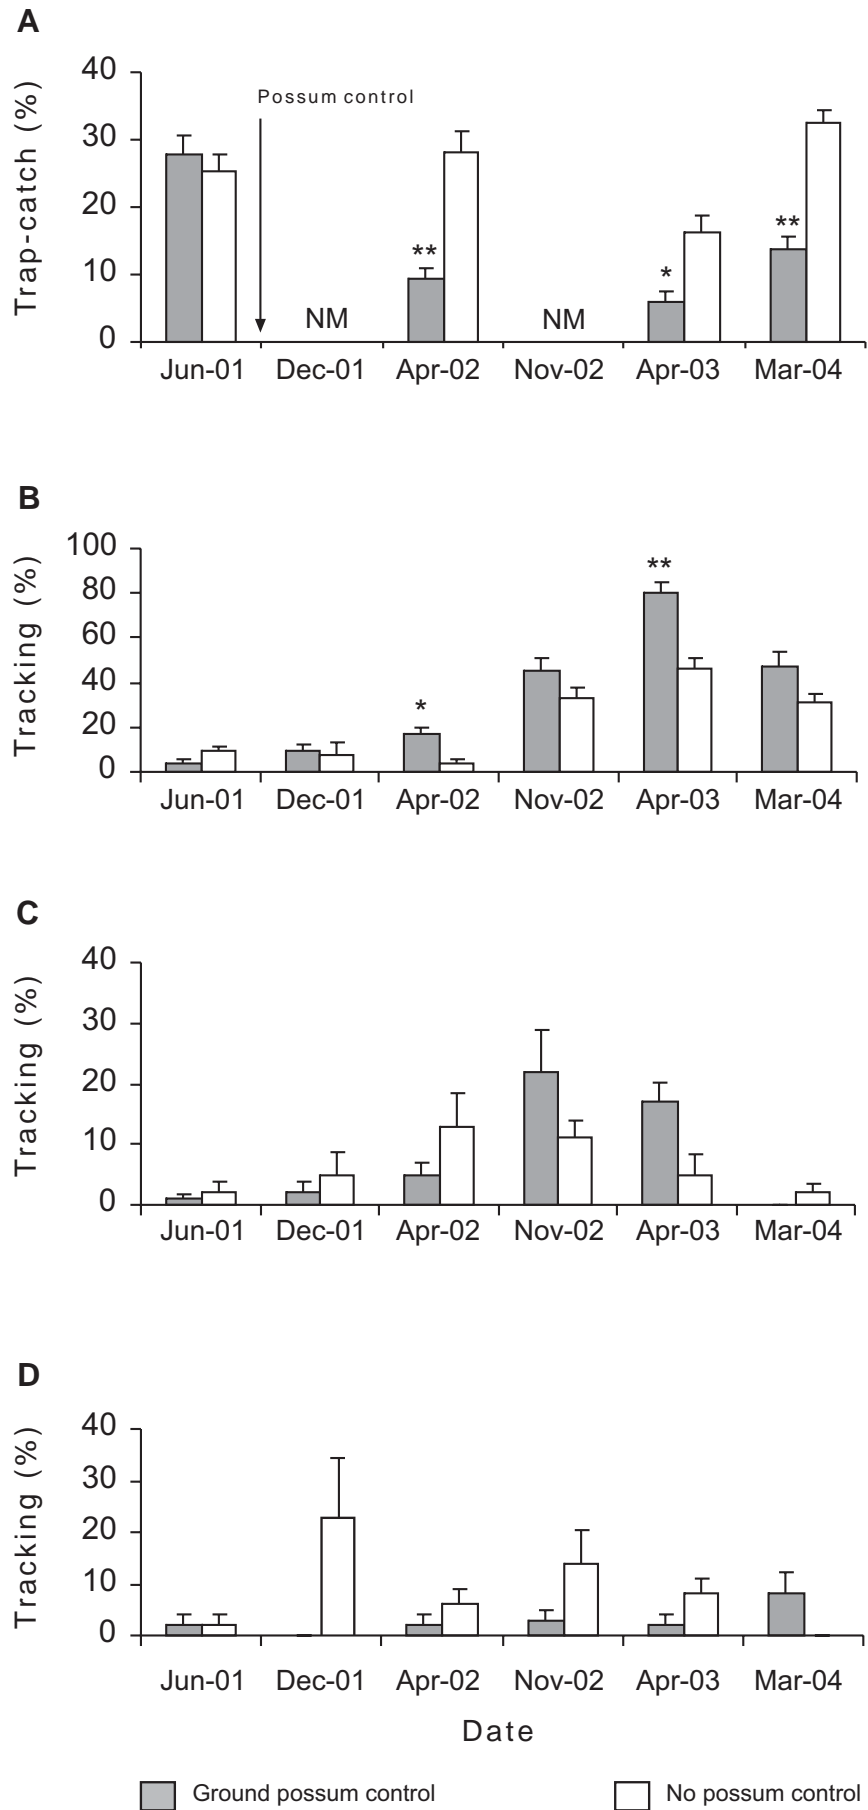 A
Trap-catch (%)
40
30
20
10
0
Possum control
**
*
**
NM
NM
Jun-01 Dec-01 Apr-02 Nov-02 Apr-03 Mar-04
B
Tracking (%)
100
80
60
40
20
0
*
**
Jun-01 Dec-01 Apr-02 Nov-02 Apr-03 Mar-04
C
Tracking (%)
40
30
20
10
0
Jun-01 Dec-01 Apr-02 Nov-02 Apr-03 Mar-04
D
Tracking (%)
40
30
20
10
0
Jun-01 Dec-01 Apr-02 Nov-02 Apr-03 Mar-04
Date
Ground possum control No possum control